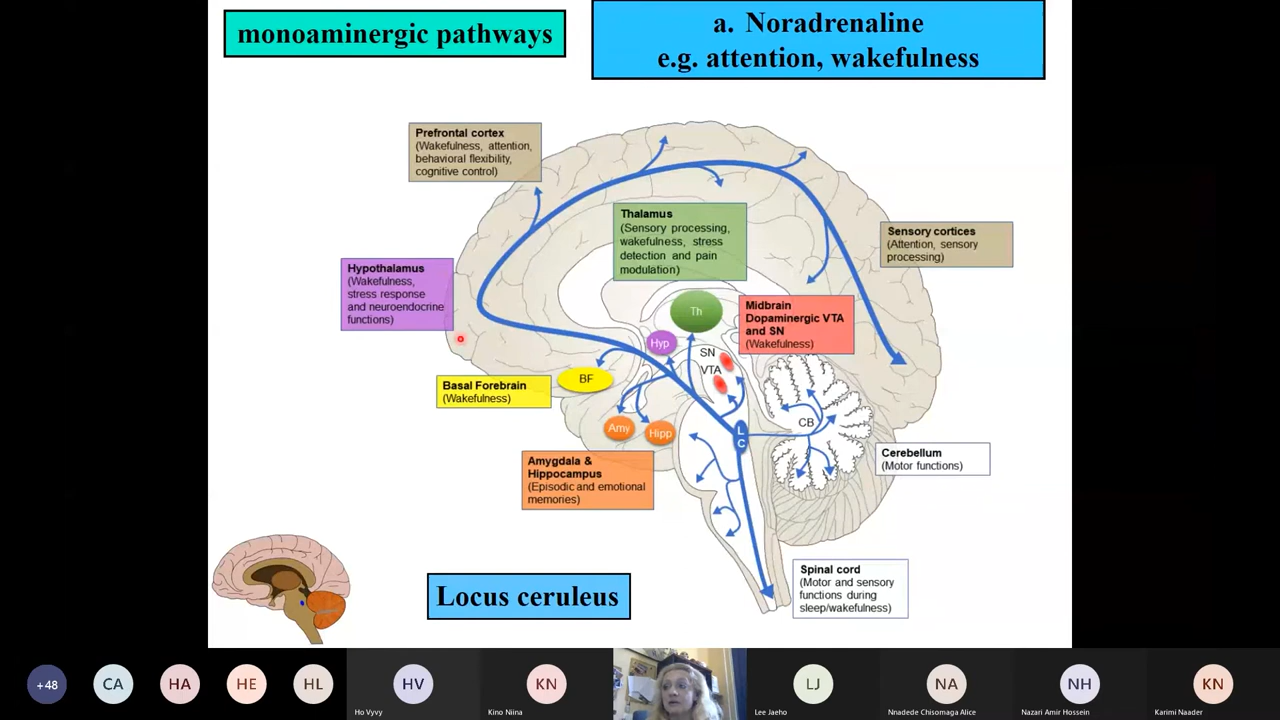 monoaminergic pathways
a. Noradrenaline
e.g. attention, wakefulness
Prefrontal cortex
(Wakefulness, attention,
behavioral flexibility,
cognitive control)
Thalamus
(Sensory processing,
wakefulness, stress
detection and pain
modulation)
Sensory cortices
(Attention, sensory
processing)
Hypothalamus
(Wakefulness,
stress response
and neuroendocrine
functions)
Midbrain
Dopaminergic VTA
and SN
(Wakefulness)
Th
Hyp
SN
VTA
BF
Basal Forebrain
(Wakefulness)
Amy
Hipp
L
C
CB
Amygdala &
Hippocampus
(Episodic and emotional
memories)
Cerebellum
(Motor functions)
Spinal cord
(Motor and sensory
functions during
sleep/wakefulness)
Locus ceruleus
+48
CA
HA
HE
HL
HV
KN
LJ
NA
NH
KN
Ho Vyvy
Kino Niina
Lee Jaeho
Nnadede Chisomaga Alice
Nazari Amir Hossein
Karimi Naader